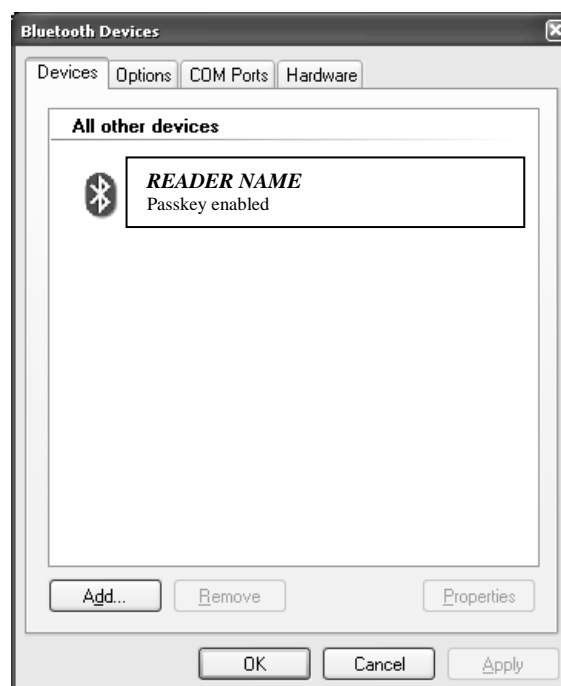 Bluetooth Devices
Devices Options COM Ports Hardware
All other devices
READER NAME
Passkey enabled
Add... Remove Properties
OK Cancel Apply